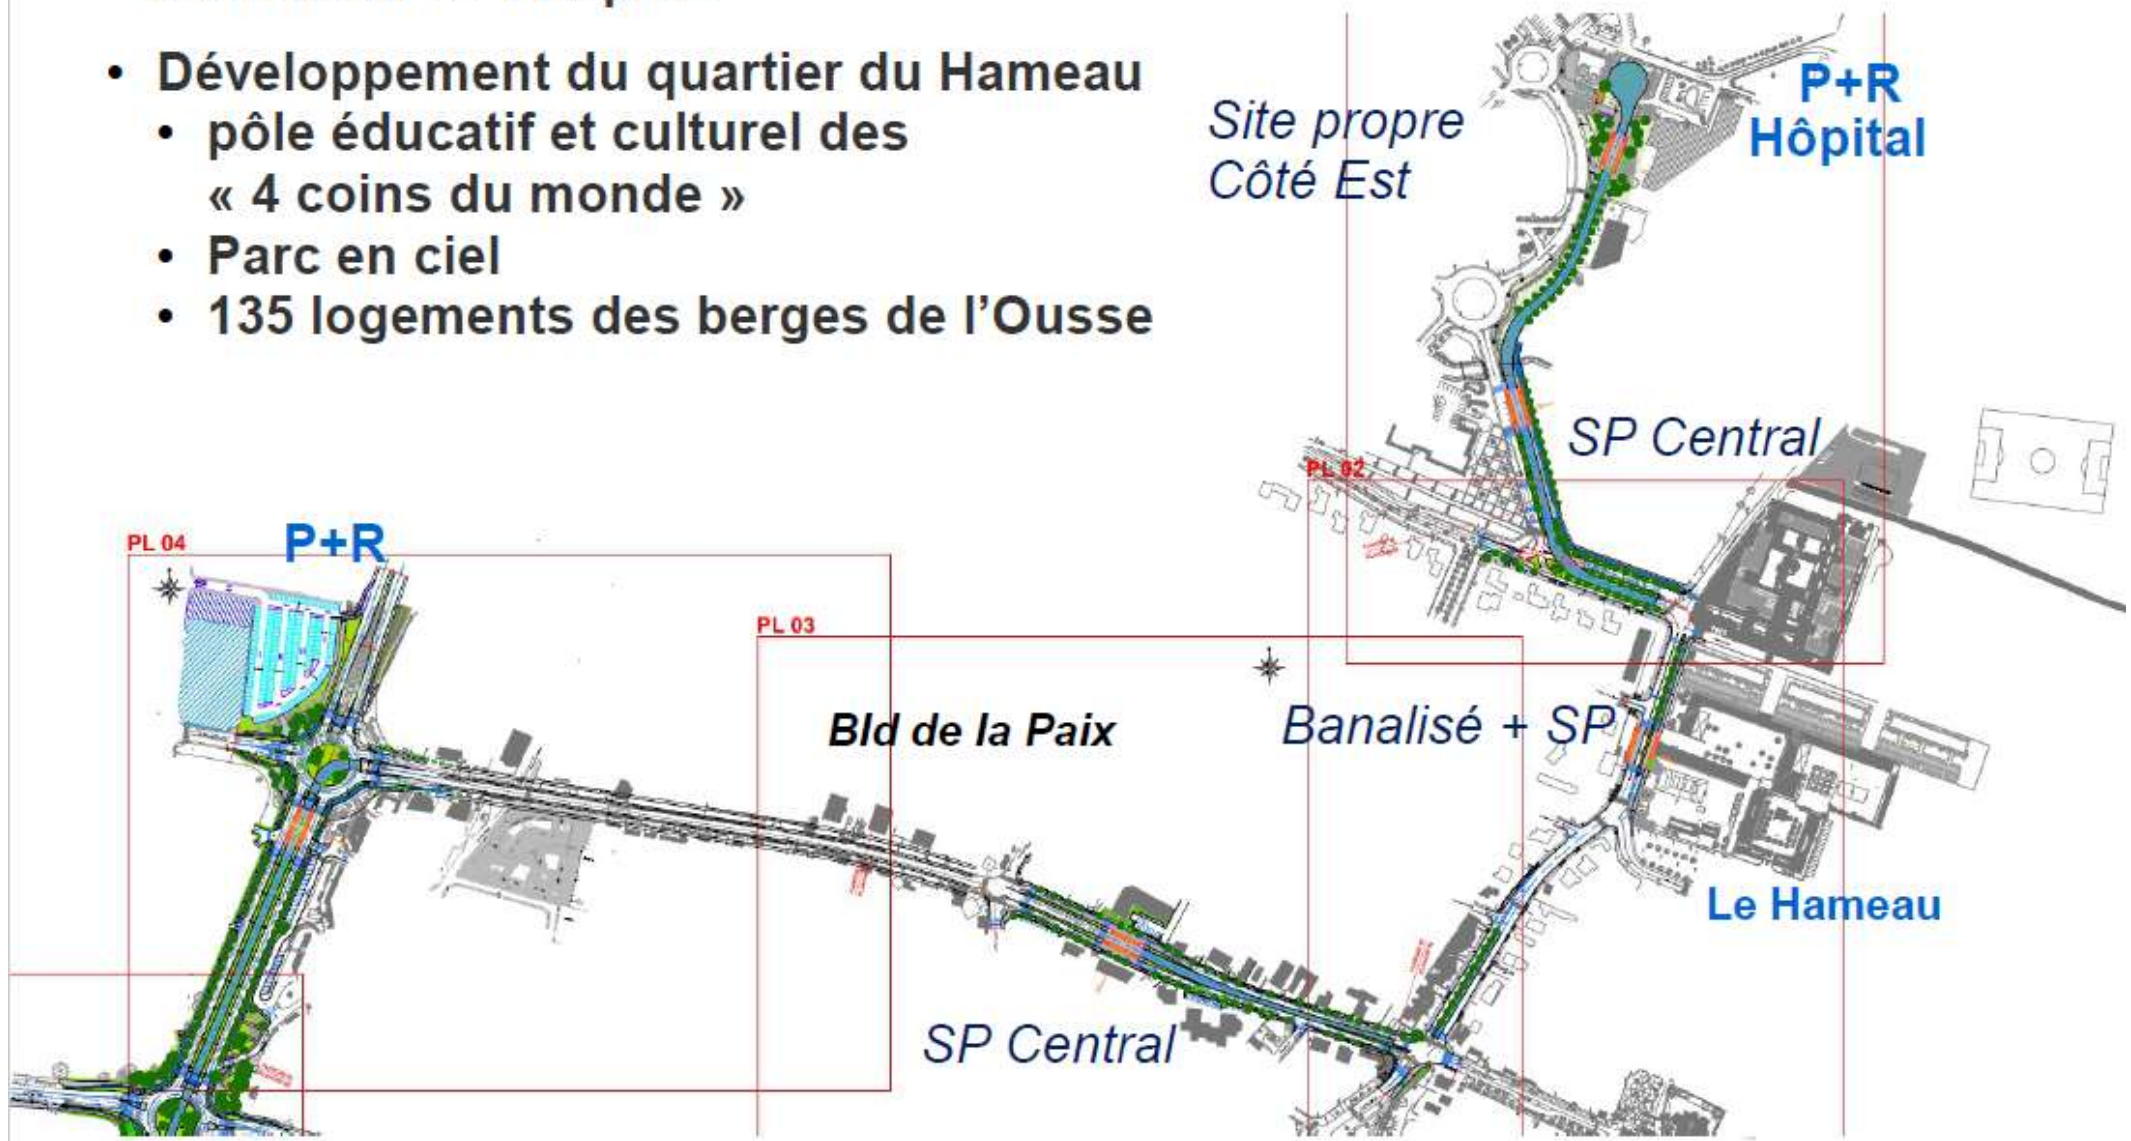 • Développement du quartier du Hameau
• pôle éducatif et culturel des
« 4 coins du monde »
• Parc en ciel
• 135 logements des berges de l'Ousse
Site propre
Côté Est
P+R
Hôpital
SP Central
PL 02
P+R
PL 04
PL 03
Bld de la Paix
Banalisé + SP
Le Hameau
SP Central